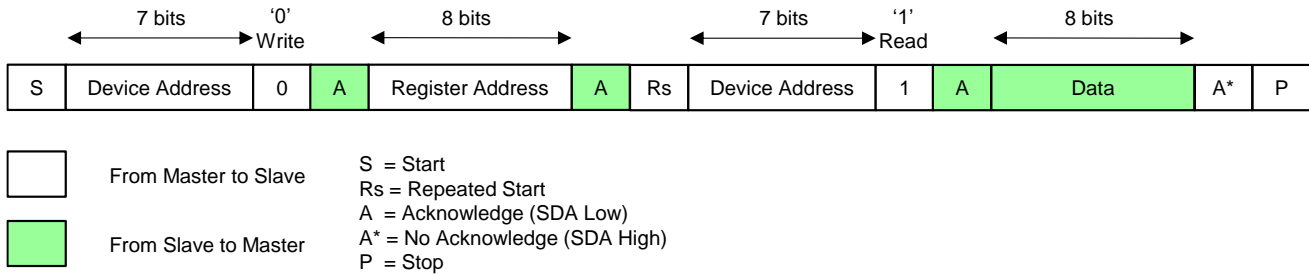 7 bits ‘0’ 8 bits 7 bits ‘1’ 8 bits
Write Read
S Device Address 0 A Register Address A Rs Device Address 1 A Data A* P
From Master to Slave
From Slave to Master
S = Start
Rs = Repeated Start
A = Acknowledge (SDA Low)
A* = No Acknowledge (SDA High)
P = Stop